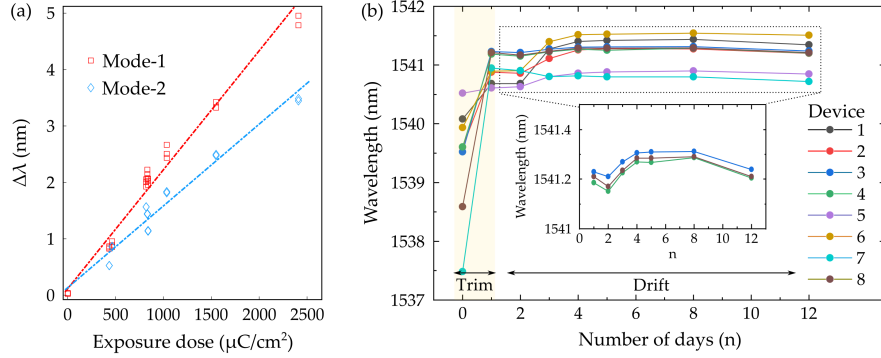 (a)
Mode-1
Mode-2
Δλ (nm)
5
4
3
2
1
0
0 500 1000 1500 2000 2500
Exposure dose (μC/cm²)
(b)
Wavelength (nm)
1542
1541
1540
1539
1538
1537
Trim
Drift
0 2 4 6 8 10 12
Number of days (n)
Wavelength (nm)
1541.4
1541.2
1541
0 2 4 6 8 10 12
n
Device
1
2
3
4
5
6
7
8